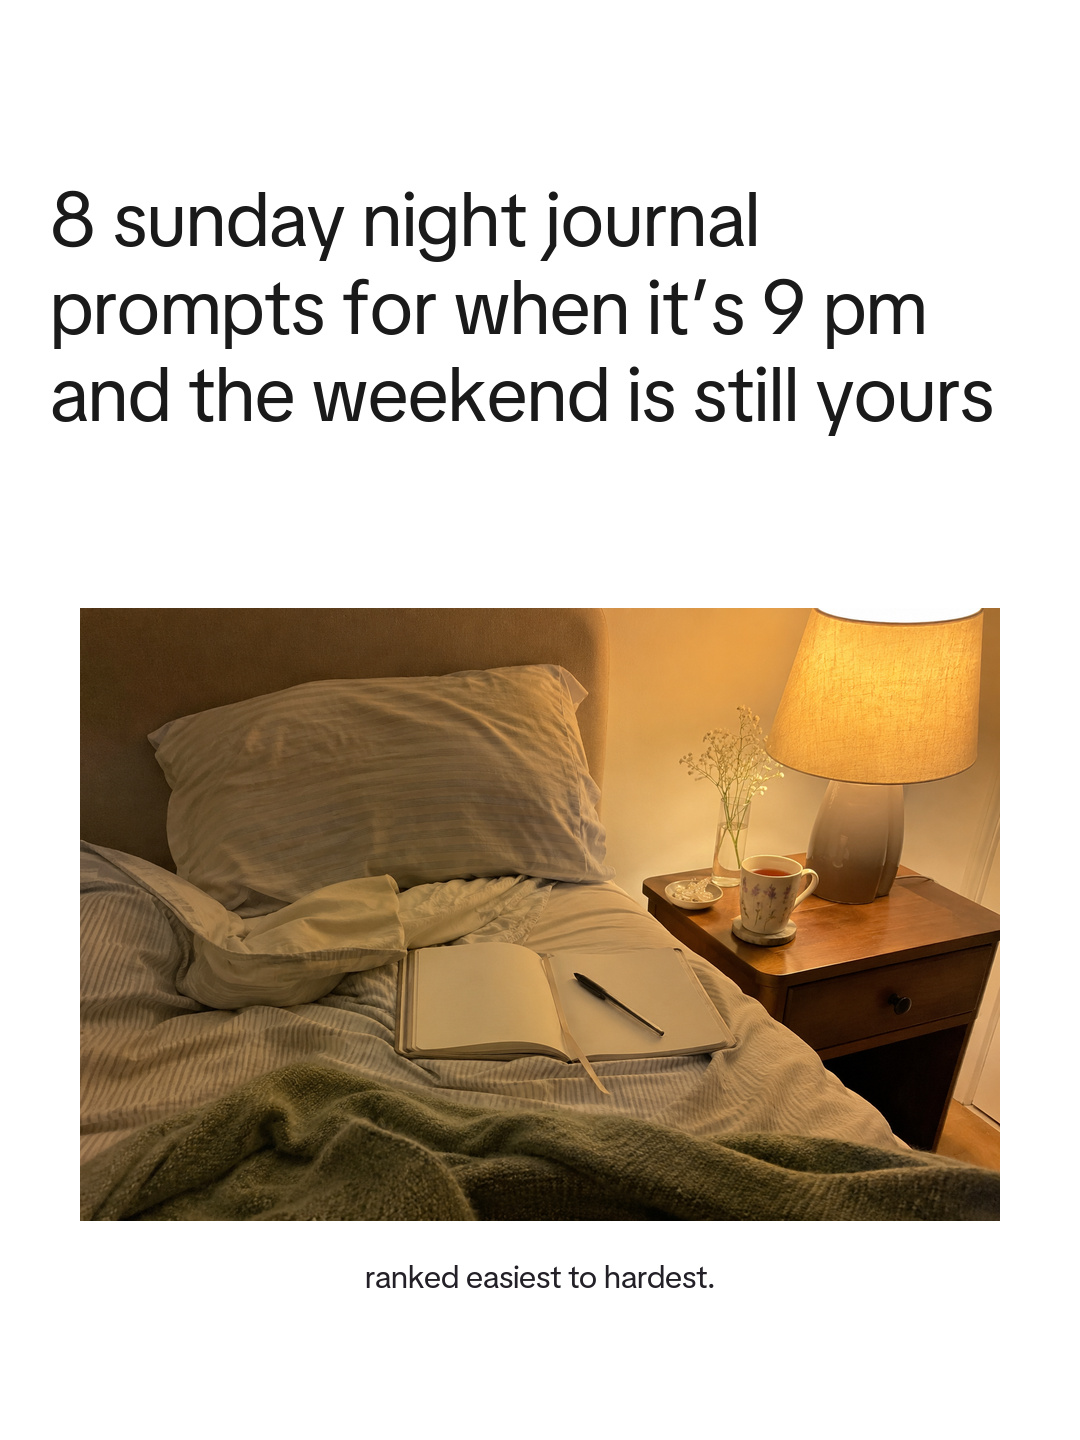 8 sunday night journal
prompts for when it’s 9 pm
and the weekend is still yours
ranked easiest to hardest.